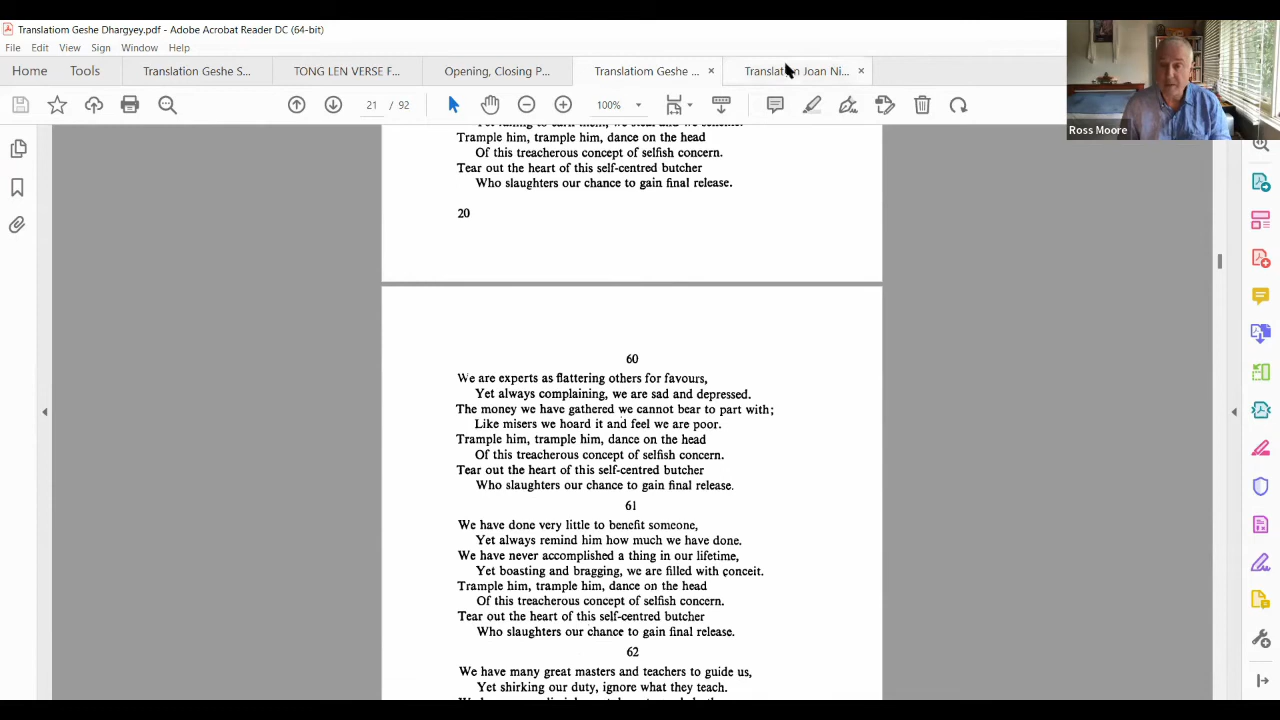 Translatiom Geshe Dhargyey.pdf - Adobe Acrobat Reader DC (64-bit)
File Edit View Sign Window Help
Home Tools Translation Geshe S... TONG LEN VERSE F... Opening, Closing Translatiom Geshe ... Joan Ni...
21 / 92 100%
Ross Moore
Trample him, trample him, dance on the head
Of this treacherous concept of selfish concern.
Tear out the heart of this self-centred butcher
Who slaughters our chance to gain final release.
20
60
We are experts as flattering others for favours,
Yet always complaining, we are sad and depressed.
The money we have gathered we cannot bear to part with;
Like misers we hoard it and feel we are poor.
Trample him, trample him, dance on the head
Of this treacherous concept of selfish concern.
Tear out the heart of this self-centred butcher
Who slaughters our chance to gain final release.
61
We have done very little to benefit someone,
Yet always remind him how much we have done.
We have never accomplished a thing in our lifetime,
Yet boasting and bragging, we are filled with conceit.
Trample him, trample him, dance on the head
Of this treacherous concept of selfish concern.
Tear out the heart of this self-centred butcher
Who slaughters our chance to gain final release.
62
We have many great masters and teachers to guide us,
Yet shirking our duty, ignore what they teach.